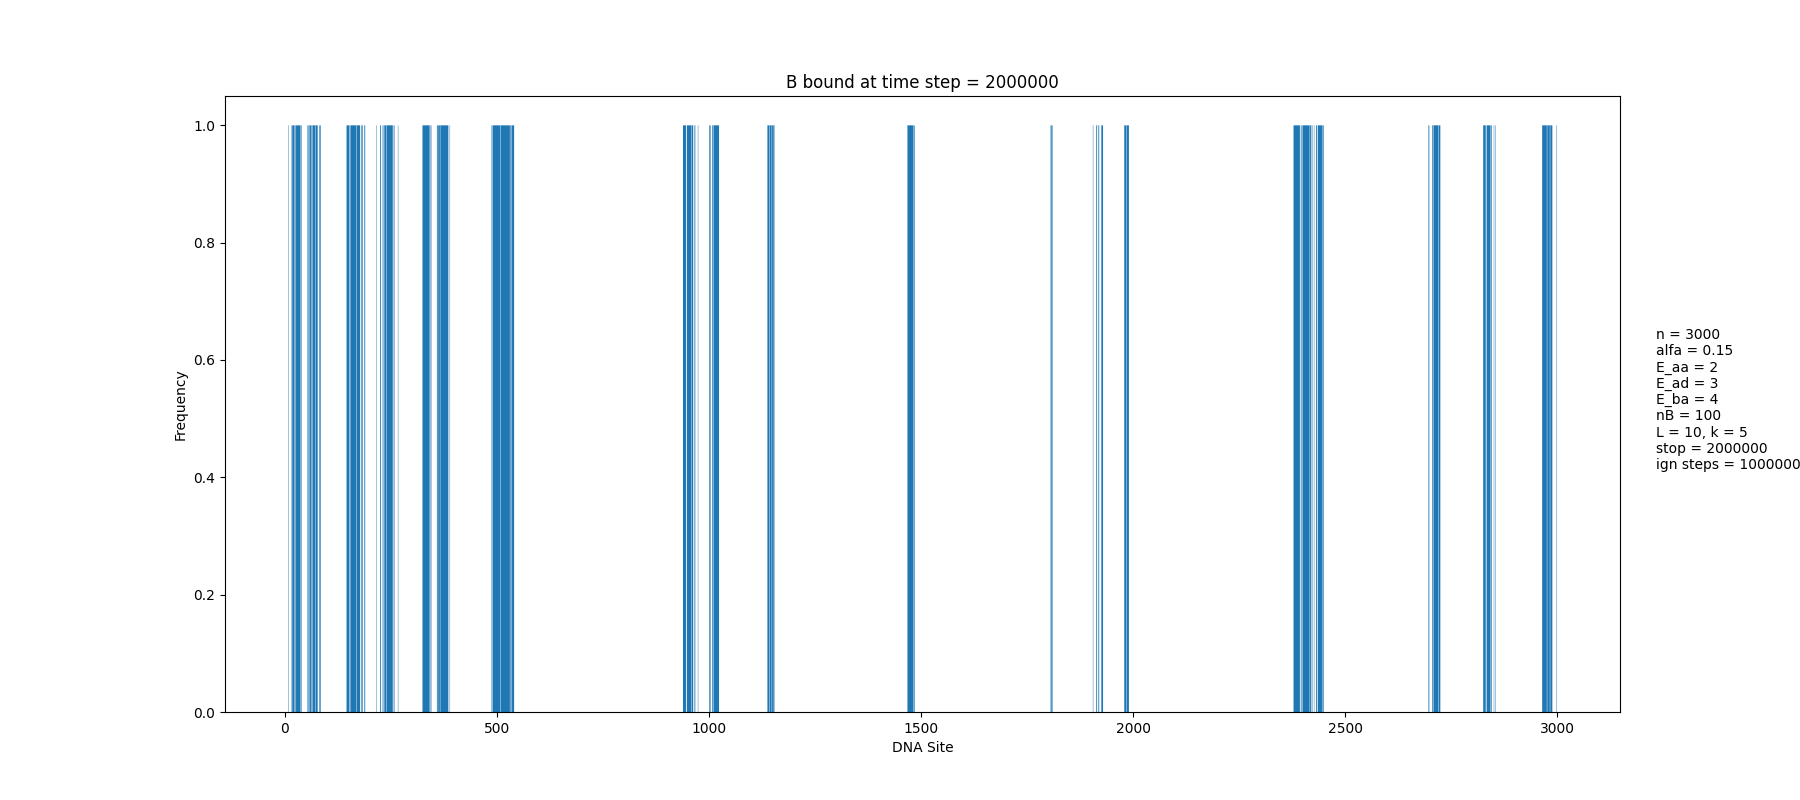 B bound at time step = 2000000
1.0
0.8
0.6
0.4
0.2
0.0
Frequency
0 500 1000 1500 2000 2500 3000
DNA Site
n = 3000
alfa = 0.15
E_aa = 2
E_ad = 3
E_ba = 4
nB = 100
L = 10, k = 5
stop = 2000000
ign steps = 1000000